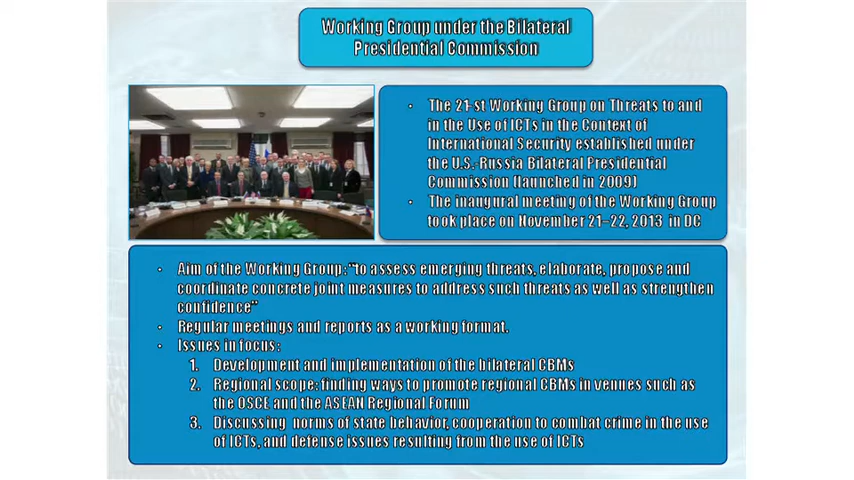 Working Group under the Bilateral
Presidential Commission
• The 21-st Working Group on Threats to and
in the Use of ICTs in the Context of
International Security established under
the U.S.-Russia Bilateral Presidential
Commission (launched in 2009)
• The inaugural meeting of the Working Group
took place on November 21–22, 2013 in DC
• Aim of the Working Group: "to assess emerging threats, elaborate, propose and
coordinate concrete joint measures to address such threats as well as strengthen
confidence"
• Regular meetings and reports as a working format.
• Issues in focus:
1. Development and implementation of the bilateral CBMs
2. Regional scope: finding ways to promote regional CBMs in venues such as
the OSCE and the ASEAN Regional Forum
3. Discussing norms of state behavior, cooperation to combat crime in the use
of ICTs, and defense issues resulting from the use of ICTs